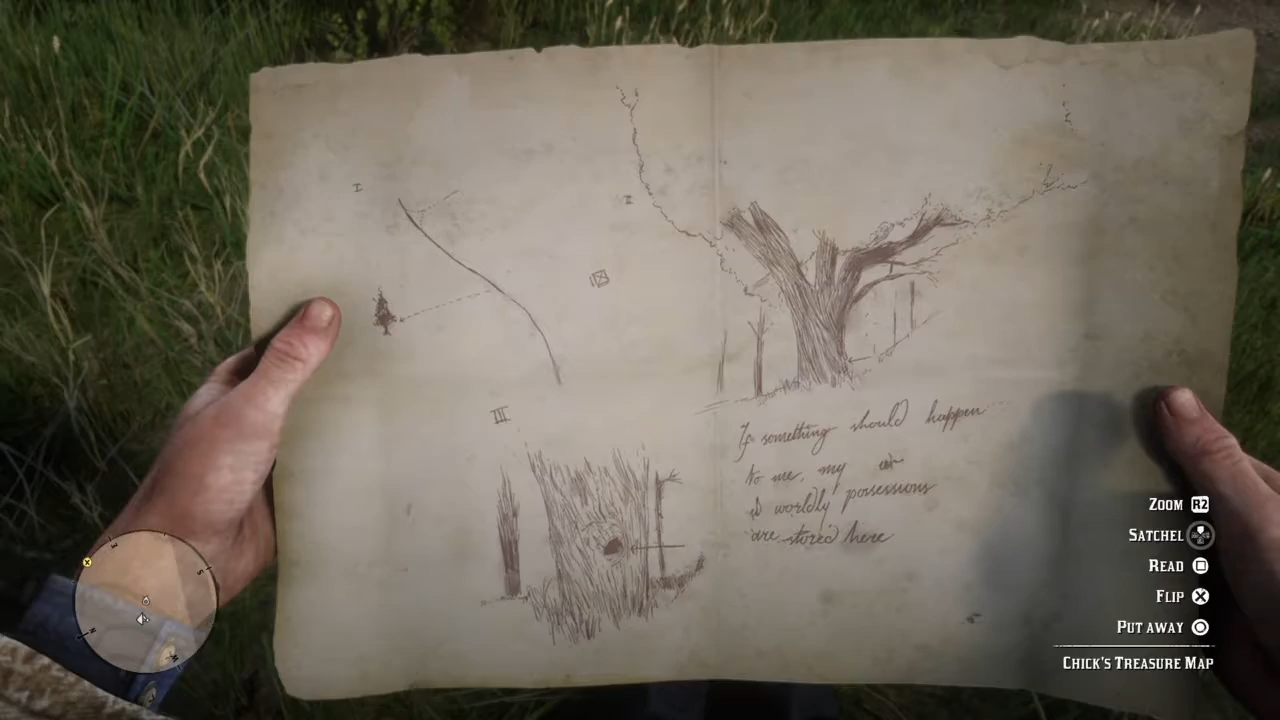 I
I
III
If something should happen
to me, my
worldly possessions
are stored here
ZOOM R2
SATCHEL
READ
FLIP
PUT AWAY
CHICK'S TREASURE MAP